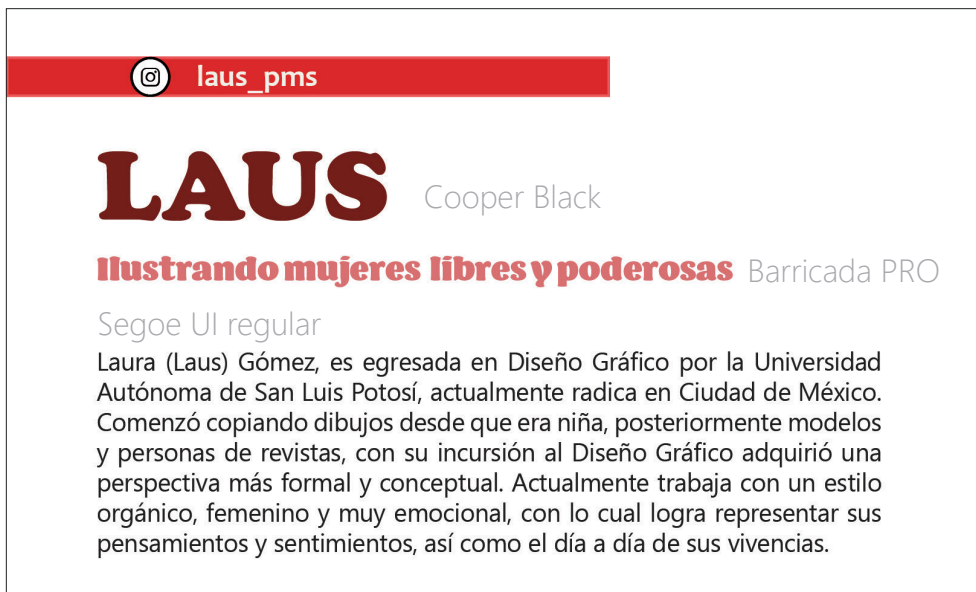 laus_pms
LAUS
Cooper Black
Ilustrando mujeres libres y poderosas
Barricada PRO
Segoe UI regular
Laura (Laus) Gómez, es egresada en Diseño Gráfico por la Universidad
Autónoma de San Luis Potosí, actualmente radica en Ciudad de México.
Comenzó copiando dibujos desde que era niña, posteriormente modelos
y personas de revistas, con su incursión al Diseño Gráfico adquirió una
perspectiva más formal y conceptual. Actualmente trabaja con un estilo
orgánico, femenino y muy emocional, con lo cual logra representar sus
pensamientos y sentimientos, así como el día a día de sus vivencias.